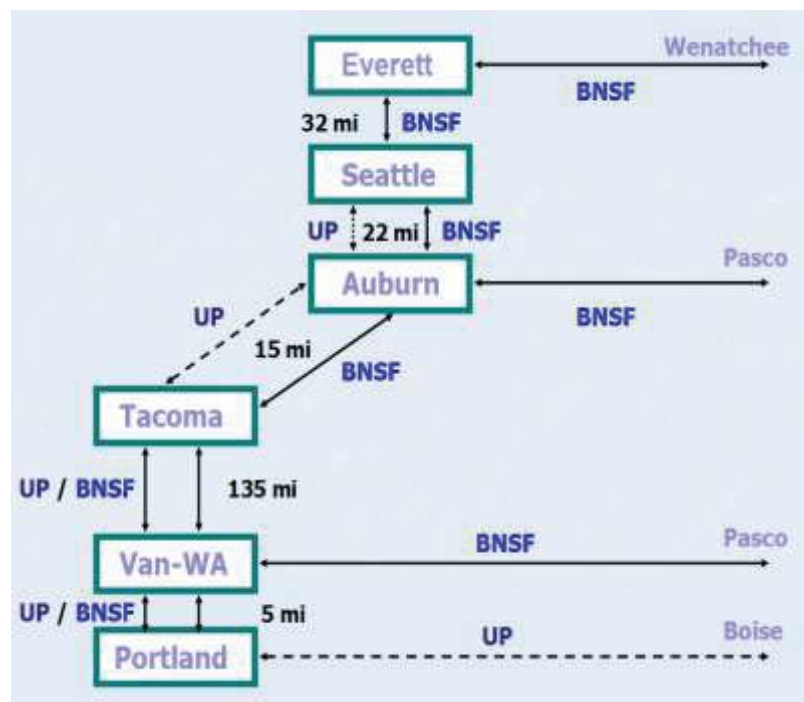 Wenatchee
Everett
BNSF
32 mi BNSF
Seattle
UP 22 mi BNSF
Pasco
Auburn
UP BNSF
15 mi
BNSF
Tacoma
UP / BNSF 135 mi
BNSF Pasco
Van-WA
UP / BNSF 5 mi
UP Boise
Portland